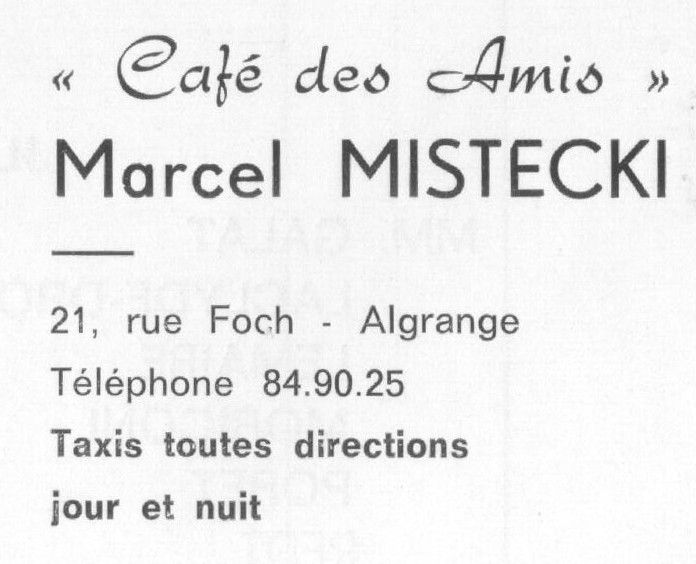 « Café des Amis »
Marcel MISTECKI
21, rue Foch - Algrange
Téléphone 84.90.25
Taxis toutes directions
jour et nuit